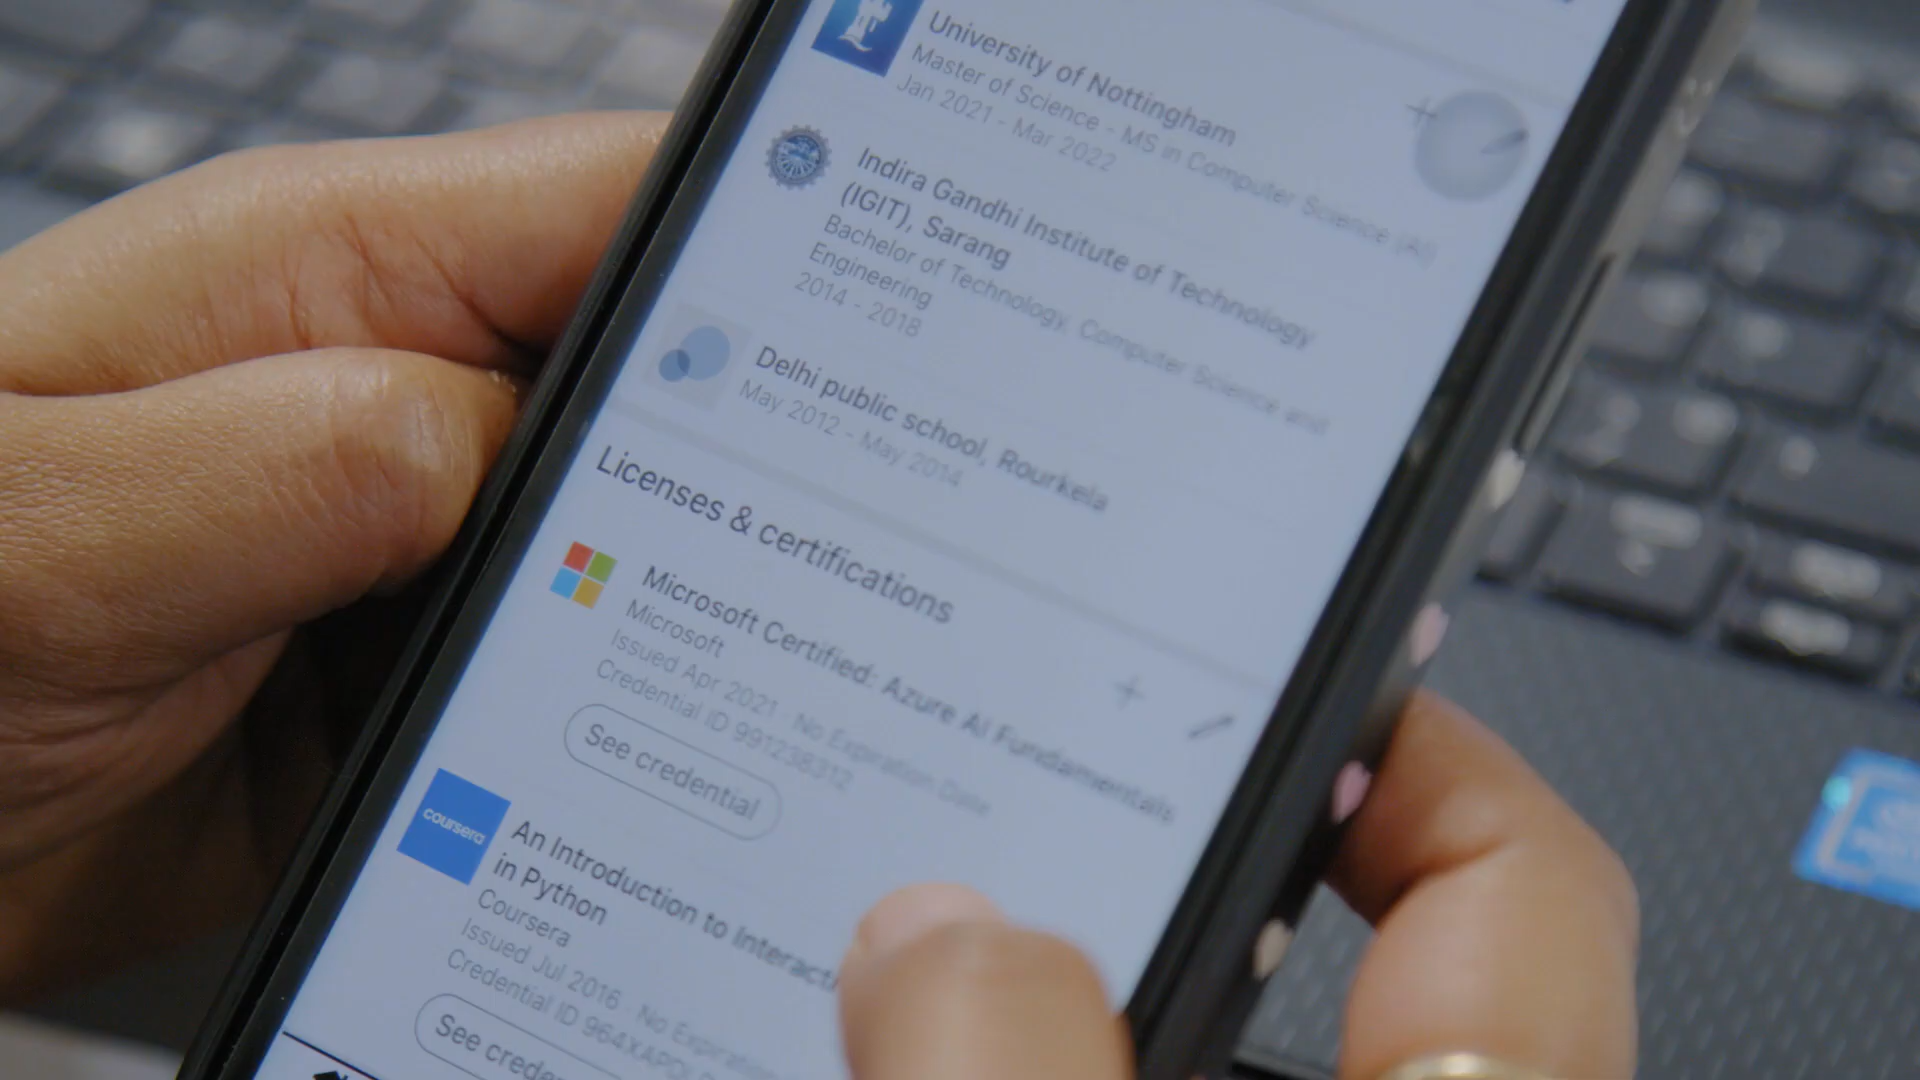 University of Nottingham
Master of Science - MS in Computer Science (AI)
Jan 2021 - Mar 2022
Indira Gandhi Institute of Technology
(IGIT), Sarang
Bachelor of Technology, Computer Science and
Engineering
2014 - 2018
Delhi public school, Rourkela
May 2012 - May 2014
Licenses & certifications
Microsoft Certified: Azure AI Fundamentals
Microsoft
Issued Apr 2021 · No Expiration Date
Credential ID 991238312
See credential
coursera
An Introduction to
in Python
Coursera
Issued Jul 2016 · No
Credential ID
See